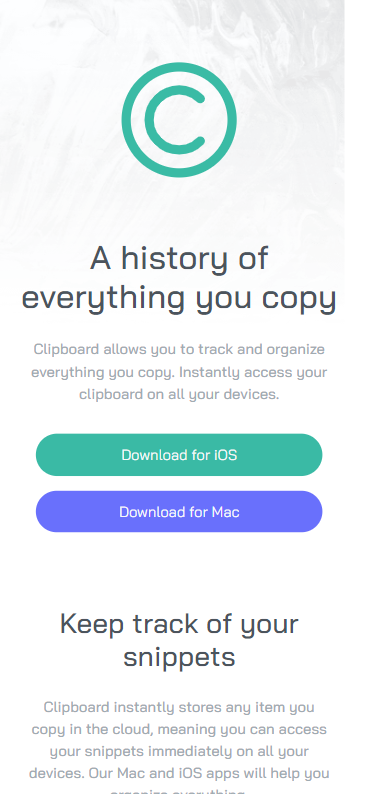 C
A history of
everything you copy
Clipboard allows you to track and organize
everything you copy. Instantly access your
clipboard on all your devices.
Download for iOS
Download for Mac
Keep track of your
snippets
Clipboard instantly stores any item you
copy in the cloud, meaning you can access
your snippets immediately on all your
devices. Our Mac and iOS apps will help you
organize everything.